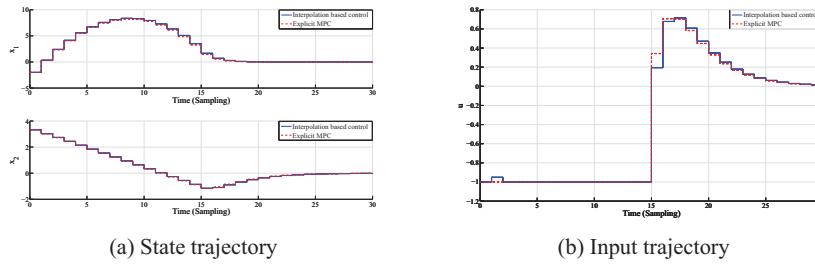 10
5
0
−5
x1
0
5
10
15
20
25
30
Time (Sampling)
Interpolation based control
Explicit MPC
4
2
0
−2
x2
0
5
10
15
20
25
30
Time (Sampling)
Interpolation based control
Explicit MPC
(a) State trajectory
0.8
0.6
0.4
0.2
0
−0.2
−0.4
−0.6
−0.8
−1
−1.2
u
0
5
10
15
20
25
Time (Sampling)
Interpolation based control
Explicit MPC
(b) Input trajectory